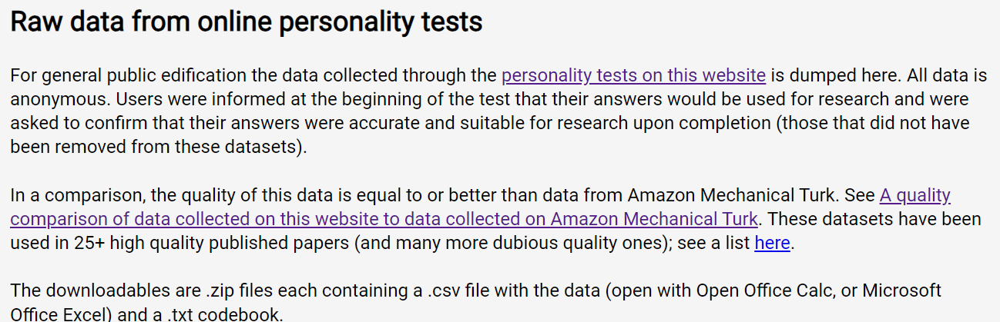 Raw data from online personality tests
For general public edification the data collected through the personality tests on this website is dumped here. All data is
anonymous. Users were informed at the beginning of the test that their answers would be used for research and were
asked to confirm that their answers were accurate and suitable for research upon completion (those that did not have
been removed from these datasets).
In a comparison, the quality of this data is equal to or better than data from Amazon Mechanical Turk. See A quality
comparison of data collected on this website to data collected on Amazon Mechanical Turk. These datasets have been
used in 25+ high quality published papers (and many more dubious quality ones); see a list here.
The downloadables are .zip files each containing a .csv file with the data (open with Open Office Calc, or Microsoft
Office Excel) and a .txt codebook.